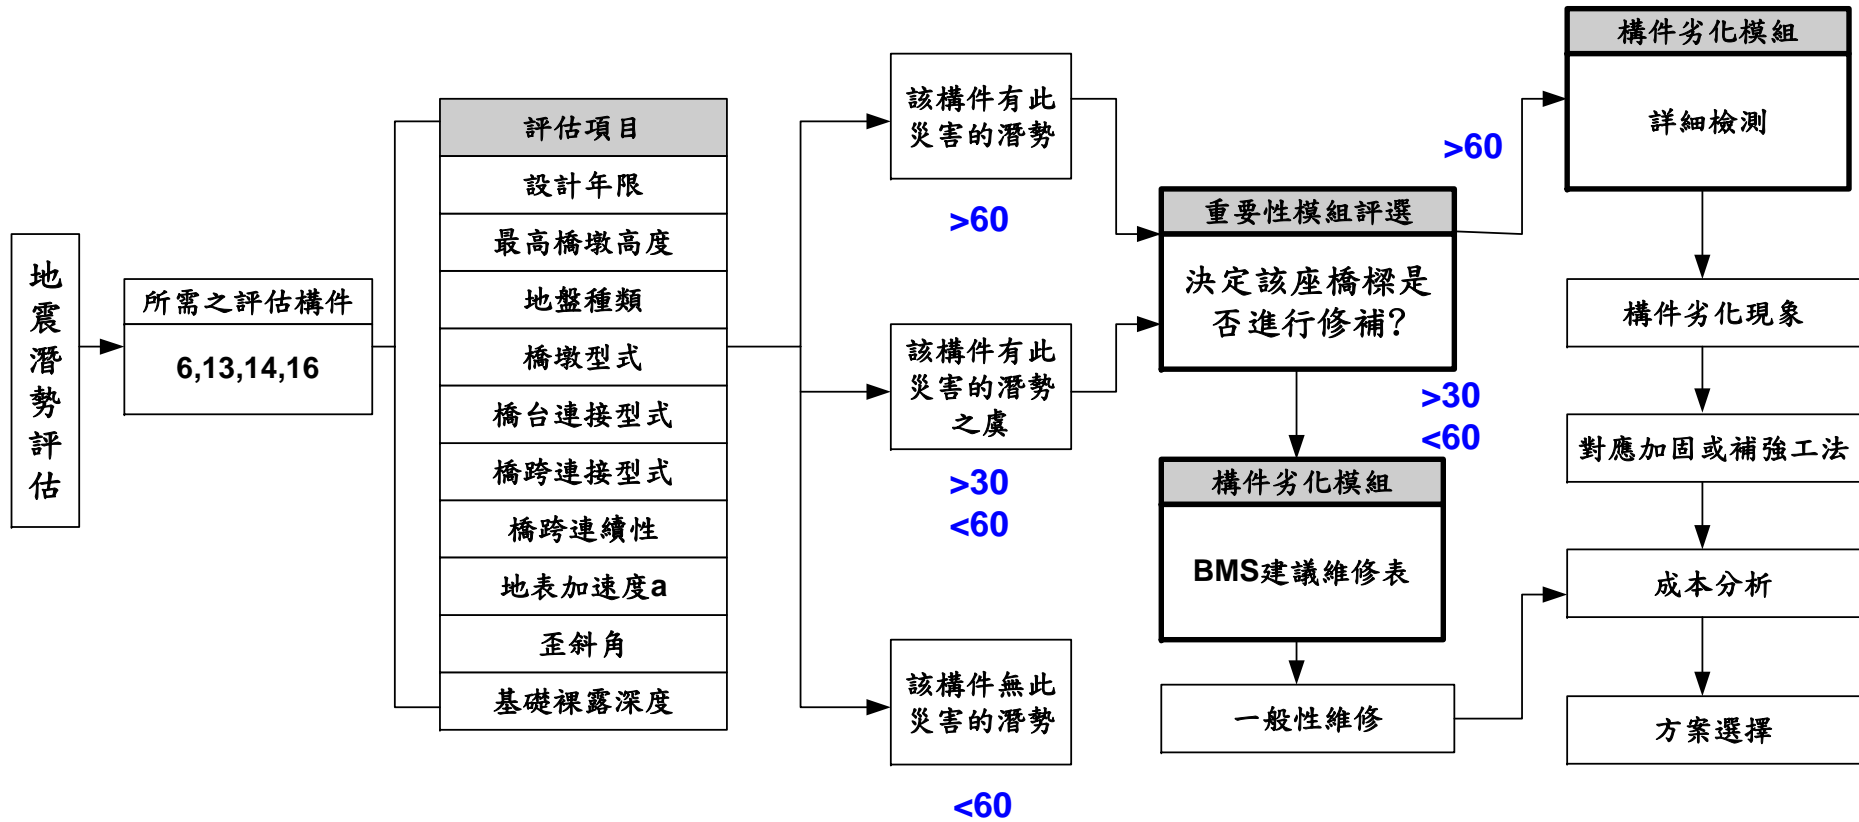 地
震
潛
勢
評
估
所需之評估構件
6,13,14,16
評估項目
設計年限
最高橋墩高度
地盤種類
橋墩型式
橋台連接型式
橋跨連接型式
橋跨連續性
地表加速度a
歪斜角
基礎裸露深度
該構件有此
災害的潛勢
>60
該構件有此
災害的潛勢
之虞
>30
<60
該構件無此
災害的潛勢
<60
重要性模組評選
決定該座橋樑是
否進行修補?
>60
>30
<60
構件劣化模組
BMS建議維修表
一般性維修
構件劣化模組
詳細檢測
構件劣化現象
對應加固或補強工法
成本分析
方案選擇